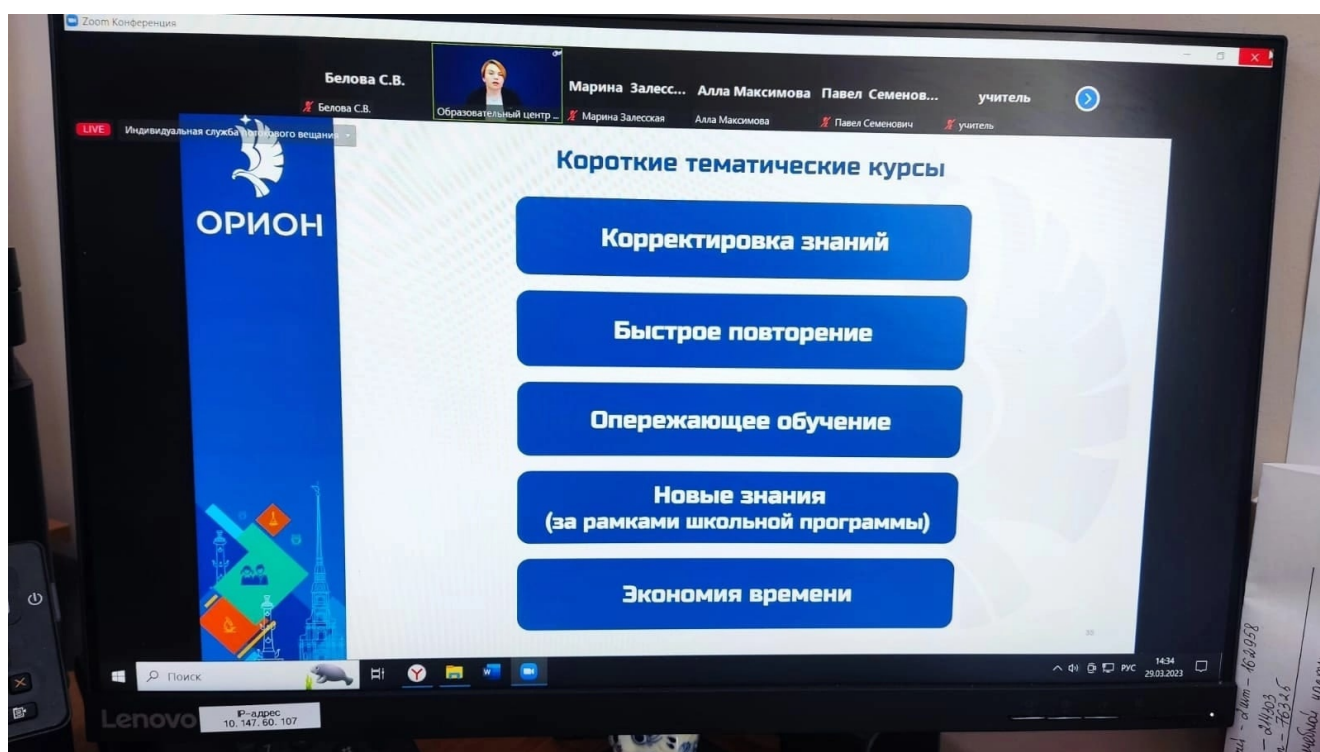 Zoom Конференция
Белова С.В.
Марина Залесс...
Алла Максимова
Павел Семенов...
учитель
Белова С.В.
Образовательный центр
Марина Залесская
Алла Максимова
Павел Семенович
учитель
LIVE
Индивидуальная служба потокового вещания
ОРИОН
Короткие тематические курсы
Корректировка знаний
Быстрое повторение
Опережающее обучение
Новые знания
(за рамками школьной программы)
Экономия времени
Поиск
РУС
14:34
29.03.2023
Lenovo
IP-адрес
10. 147. 60. 107
- 162958
- 214303
- 76325